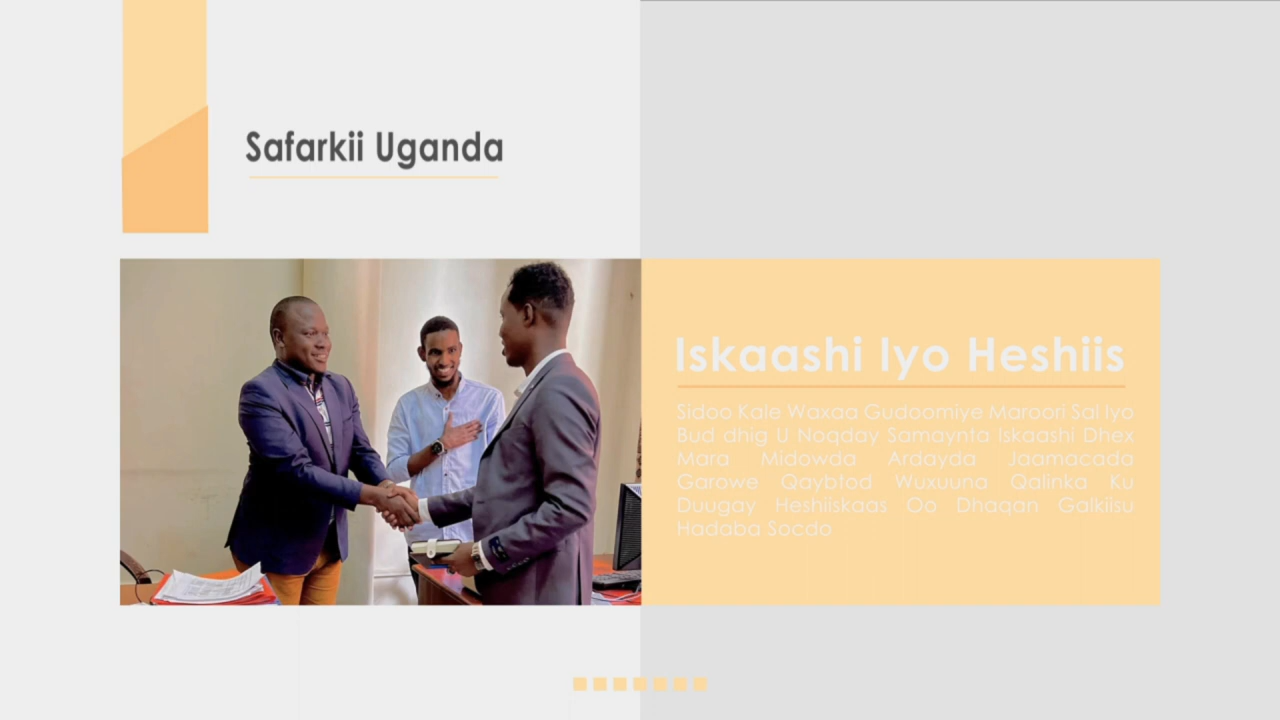 Safarkii Uganda
Iskaashi Iyo Heshiis
Sidoo Kale Waxaa Gudoomiye Maroori Sal Iyo
Bud dhig U Noqday Samaynta Iskaashi Dhex
Mara Midowda Ardayda Jaamacada
Garowe Qaybtod Wuxuuna Qalinka Ku
Duugay Heshiiskaas Oo Dhaqan Galkiisu
Hadaba Socdo